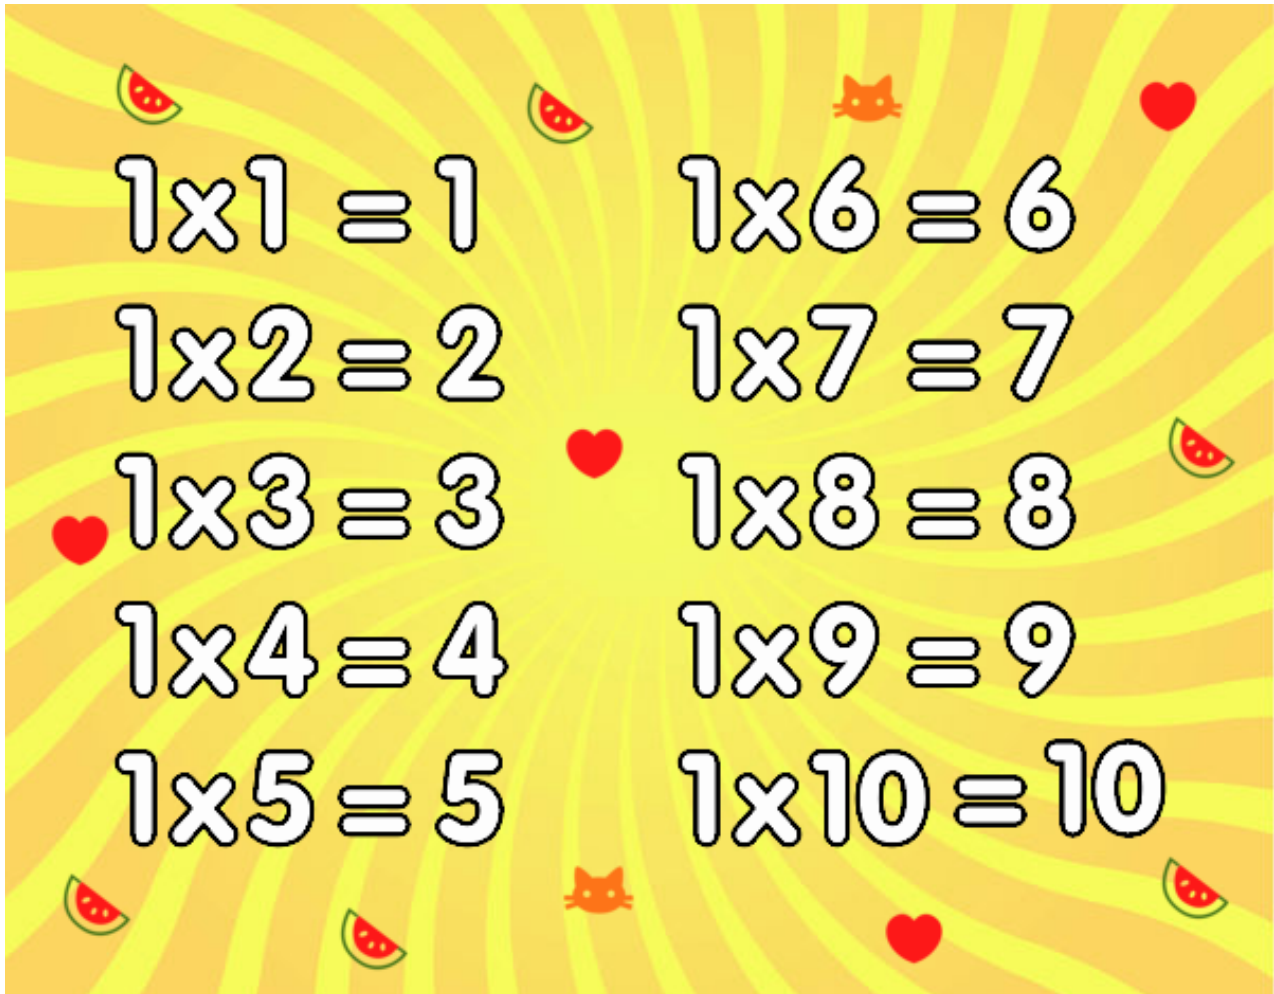 1x1 = 1
1x2 = 2
1x3 = 3
1x4 = 4
1x5 = 5
1x6 = 6
1x7 = 7
1x8 = 8
1x9 = 9
1x10 = 10